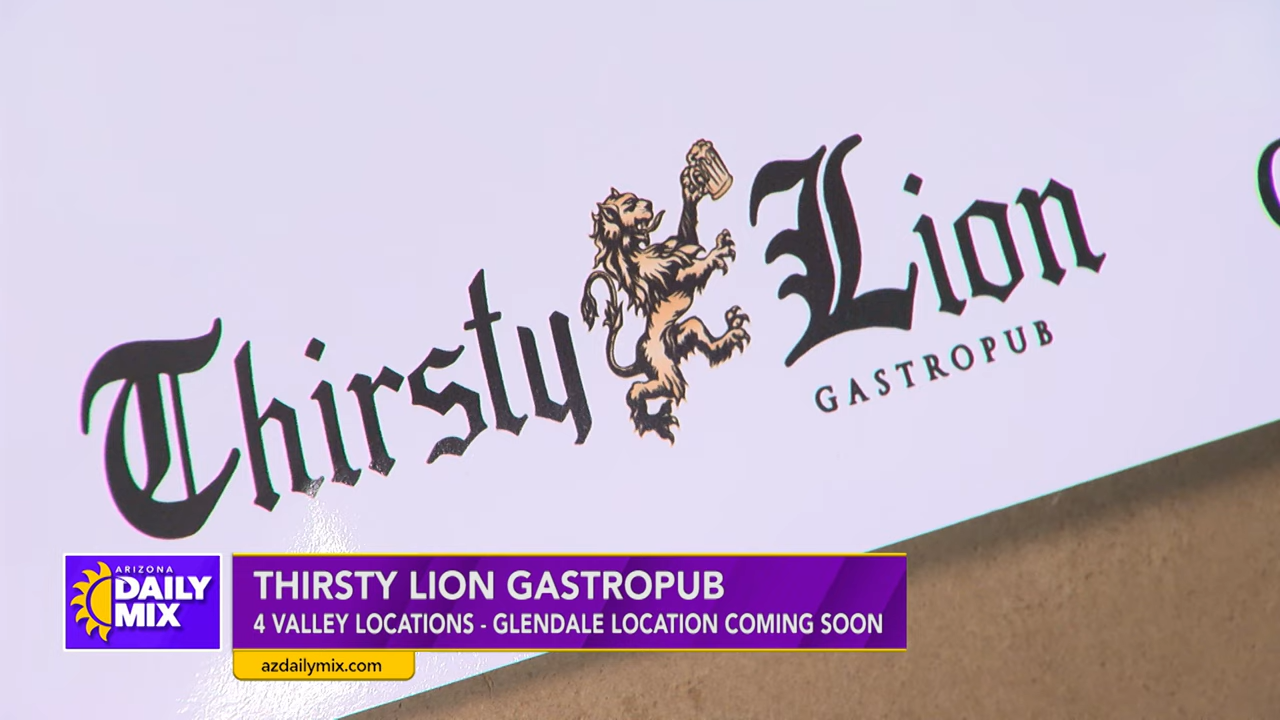 Thirsty Lion
GASTROPUB
ARIZONA
DAILY
MIX
THIRSTY LION GASTROPUB
4 VALLEY LOCATIONS - GLENDALE LOCATION COMING SOON
azdailymix.com